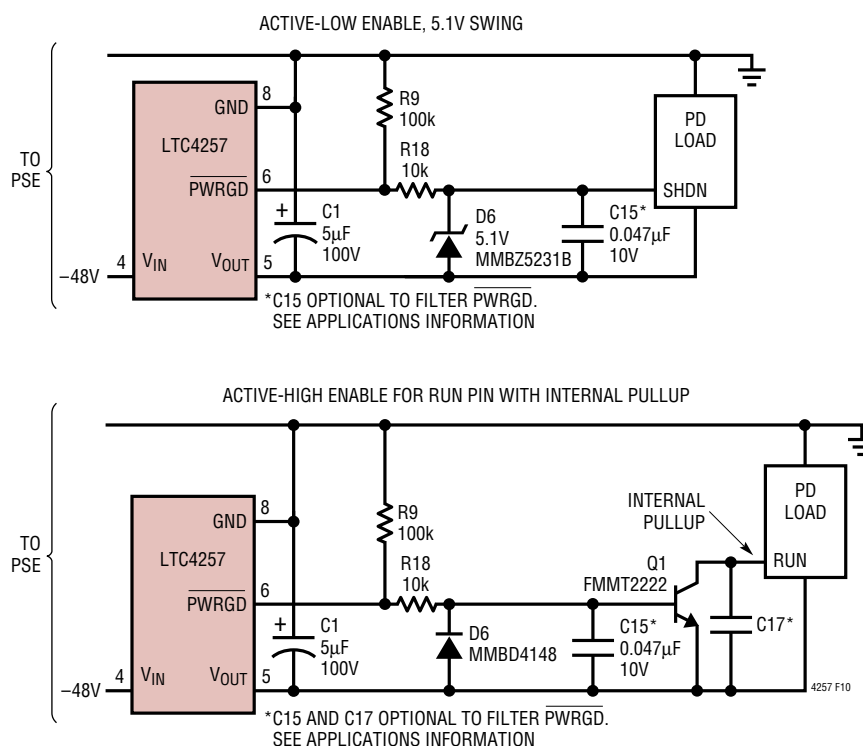 ACTIVE-LOW ENABLE, 5.1V SWING
TO
PSE
GND
8
LTC4257
PWRGD
6
–48V
4
VIN
VOUT
5
+
C1
5µF
100V
R9
100k
R18
10k
D6
5.1V
MMBZ5231B
C15*
0.047µF
10V
PD
LOAD
SHDN
*C15 OPTIONAL TO FILTER PWRGD.
SEE APPLICATIONS INFORMATION
ACTIVE-HIGH ENABLE FOR RUN PIN WITH INTERNAL PULLUP
TO
PSE
GND
8
LTC4257
PWRGD
6
–48V
4
VIN
VOUT
5
+
C1
5µF
100V
R9
100k
R18
10k
D6
MMBD4148
C15*
0.047µF
10V
Q1
FMMT2222
INTERNAL
PULLUP
C17*
PD
LOAD
RUN
4257 F10
*C15 AND C17 OPTIONAL TO FILTER PWRGD.
SEE APPLICATIONS INFORMATION